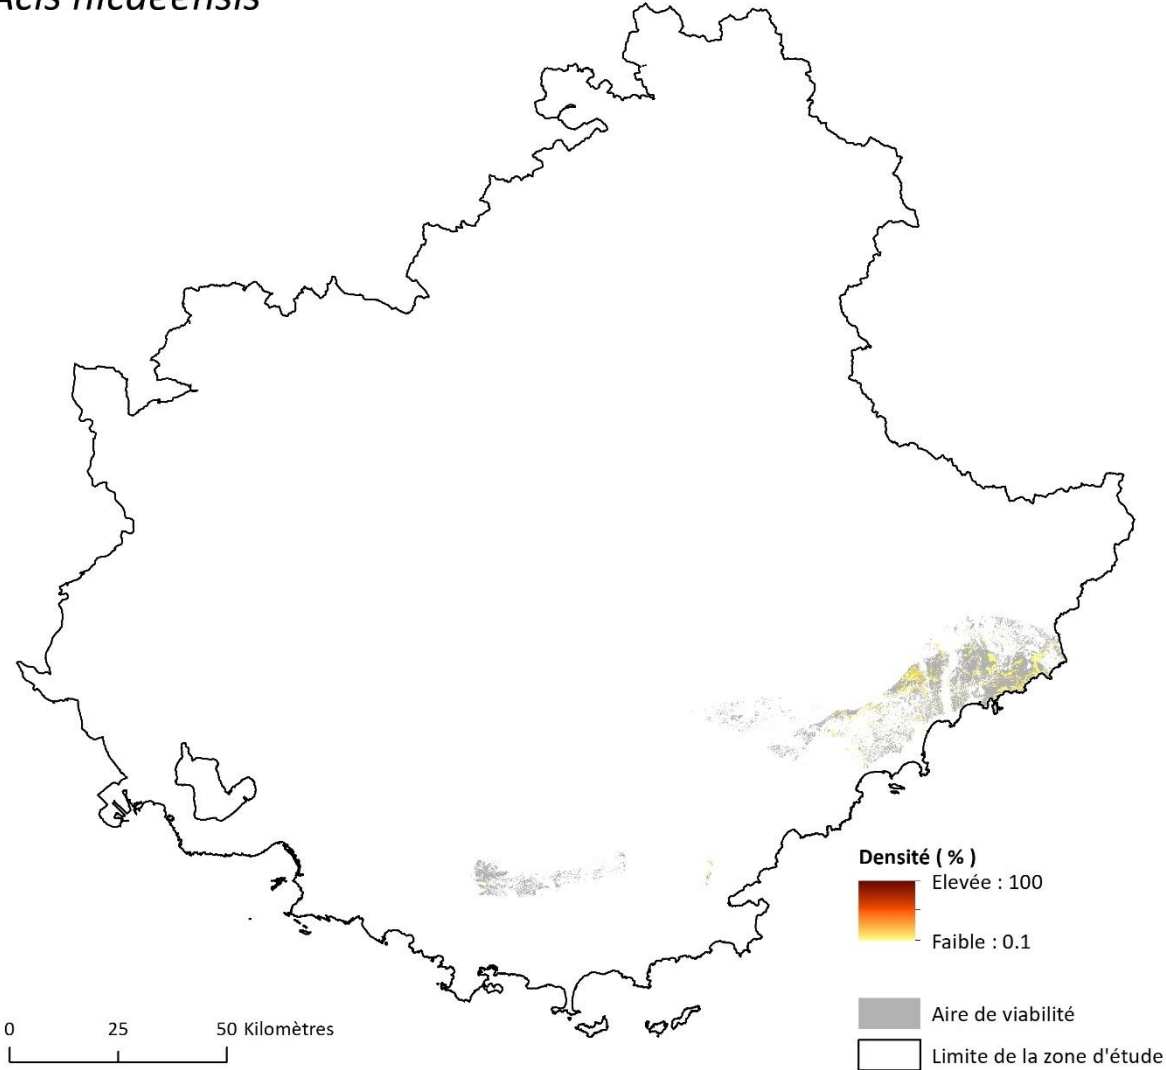 Acis nicaeensis
Densité ( % )
Elevée : 100
Faible : 0.1
Aire de viabilité
Limite de la zone d'étude
0 25 50 Kilomètres